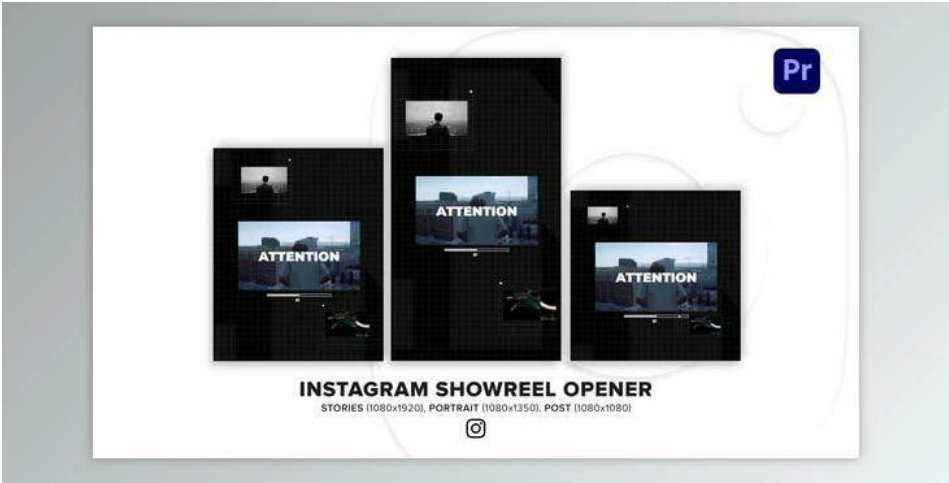 Pr
ATTENTION
ATTENTION
ATTENTION
INSTAGRAM SHOWREEL OPENER
STORIES (1080x1920), PORTRAIT (1080x1350), POST (1080x1080)